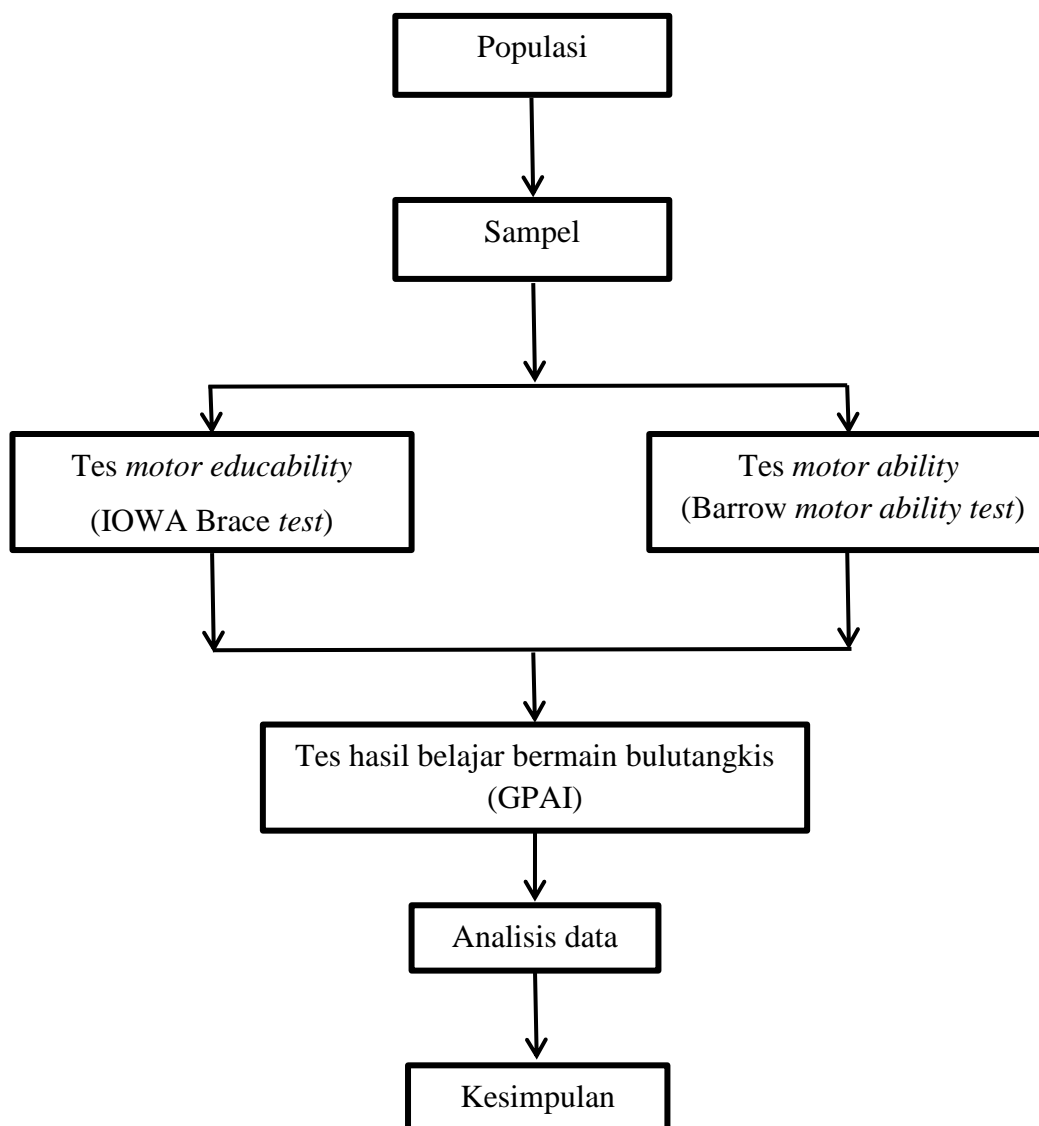 Populasi
Sampel
Tes motor educability
(IOWA Brace test)
Tes motor ability
(Barrow motor ability test)
Tes hasil belajar bermain bulutangkis
(GPAI)
Analisis data
Kesimpulan